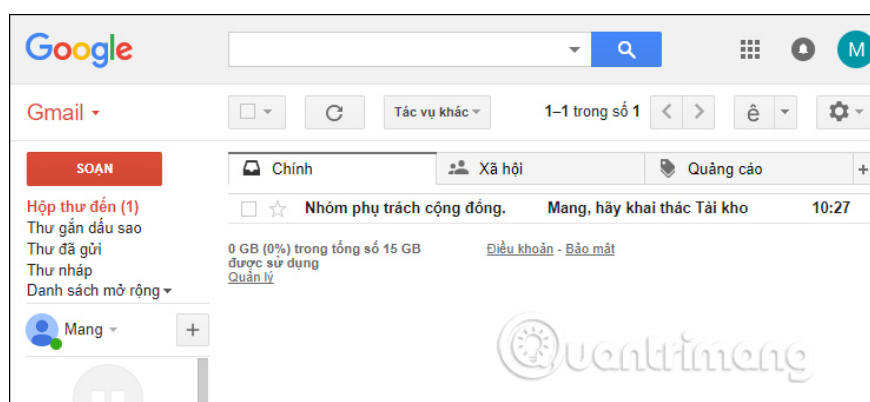 Google
M
Gmail
Tác vụ khác
1–1 trong số 1
ê
SOẠN
Chính
Xã hội
Quảng cáo
Hộp thư đến (1)
Nhóm phụ trách cộng đồng.
Mang, hãy khai thác Tài kho
10:27
Thư gắn dấu sao
Thư đã gửi
Thư nháp
Danh sách mở rộng
0 GB (0%) trong tổng số 15 GB
được sử dụng
Quản lý
Điều khoản - Bảo mật
Mang
Quantrimang